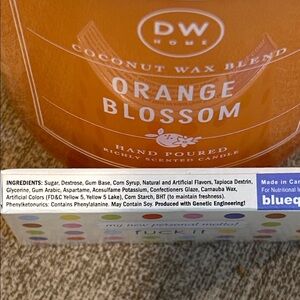 DW
HOME
COCONUT WAX BLEND
ORANGE
BLOSSOM
HAND POURED
RICHLY SCENTED CANDLE
INGREDIENTS: Sugar, Dextrose, Gum Base, Corn Syrup, Natural and Artificial Flavors, Tapioca Dextrin,
Glycerine, Gum Arabic, Aspartame, Acesulfame Potassium, Confectioners Glaze, Carnauba Wax,
Artificial Colors (FD&C Yellow 5, Yellow 5 Lake), Corn Starch, BHT (to maintain freshness).
Phenylketonurics: Contains Phenylalanine. May Contain Soy. Produced with Genetic Engineering!
Made in Can
For Nutritional I
blueq
my new personal motto!
fuck it